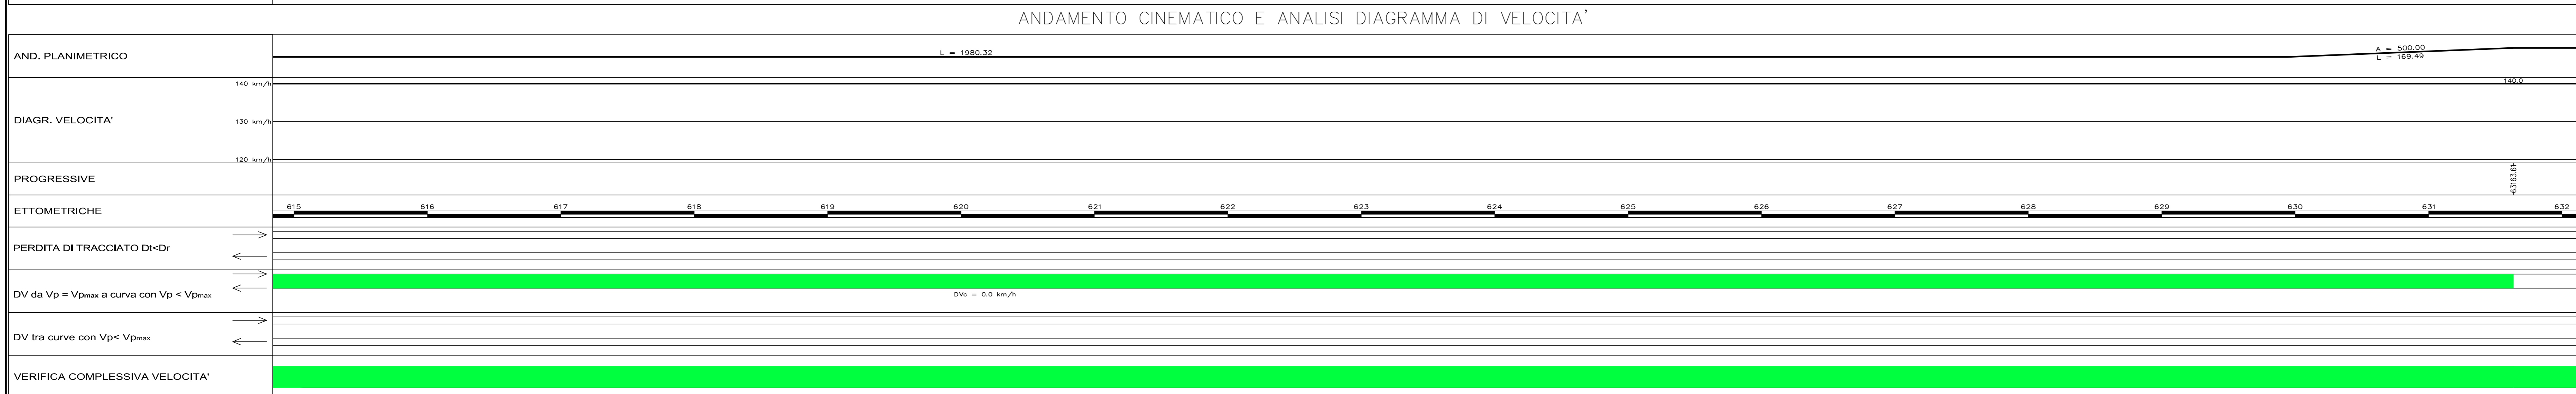 ANDAMENTO CINEMATICO E ANALISI DIAGRAMMA DI VELOCITA'
AND. PLANIMETRICO
L = 1980.32
A = 500.00
L = 169.49
DIAGR. VELOCITA'
140 km/h
140.0
130 km/h
120 km/h
PROGRESSIVE
63163.61
ETTOMETRICHE
615 616 617 618 619 620 621 622 623 624 625 626 627 628 629 630 631 632
PERDITA DI TRACCIATO Dt<Dr
DV da Vp = Vpmax a curva con Vp < Vpmax
DVc = 0.0 km/h
DV tra curve con Vp< Vpmax
VERIFICA COMPLESSIVA VELOCITA'